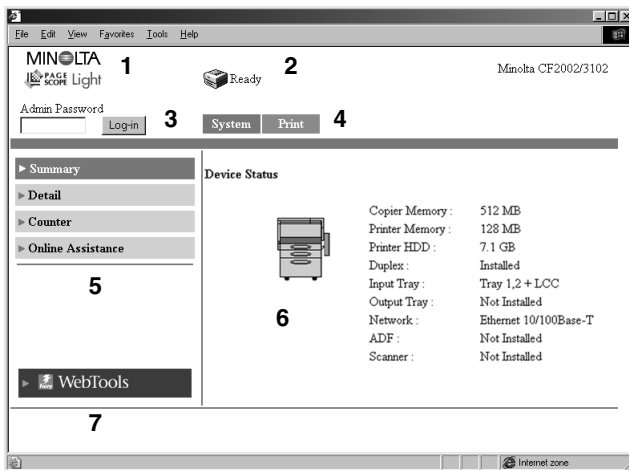 File Edit View Favorites Tools Help
MINOLTA
PAGE SCOPE Light
1
Ready
2
Minolta CF2002/3102
Admin Password
Log-in
3
System Print
4
Summary
Detail
Counter
Online Assistance
5
Device Status
Copier Memory : 512 MB
Printer Memory : 128 MB
Printer HDD : 7.1 GB
Duplex : Installed
Input Tray : Tray 1,2 + LCC
Output Tray : Not Installed
Network : Ethernet 10/100Base-T
ADF : Not Installed
Scanner : Not Installed
6
fiery WebTools
7
Internet zone